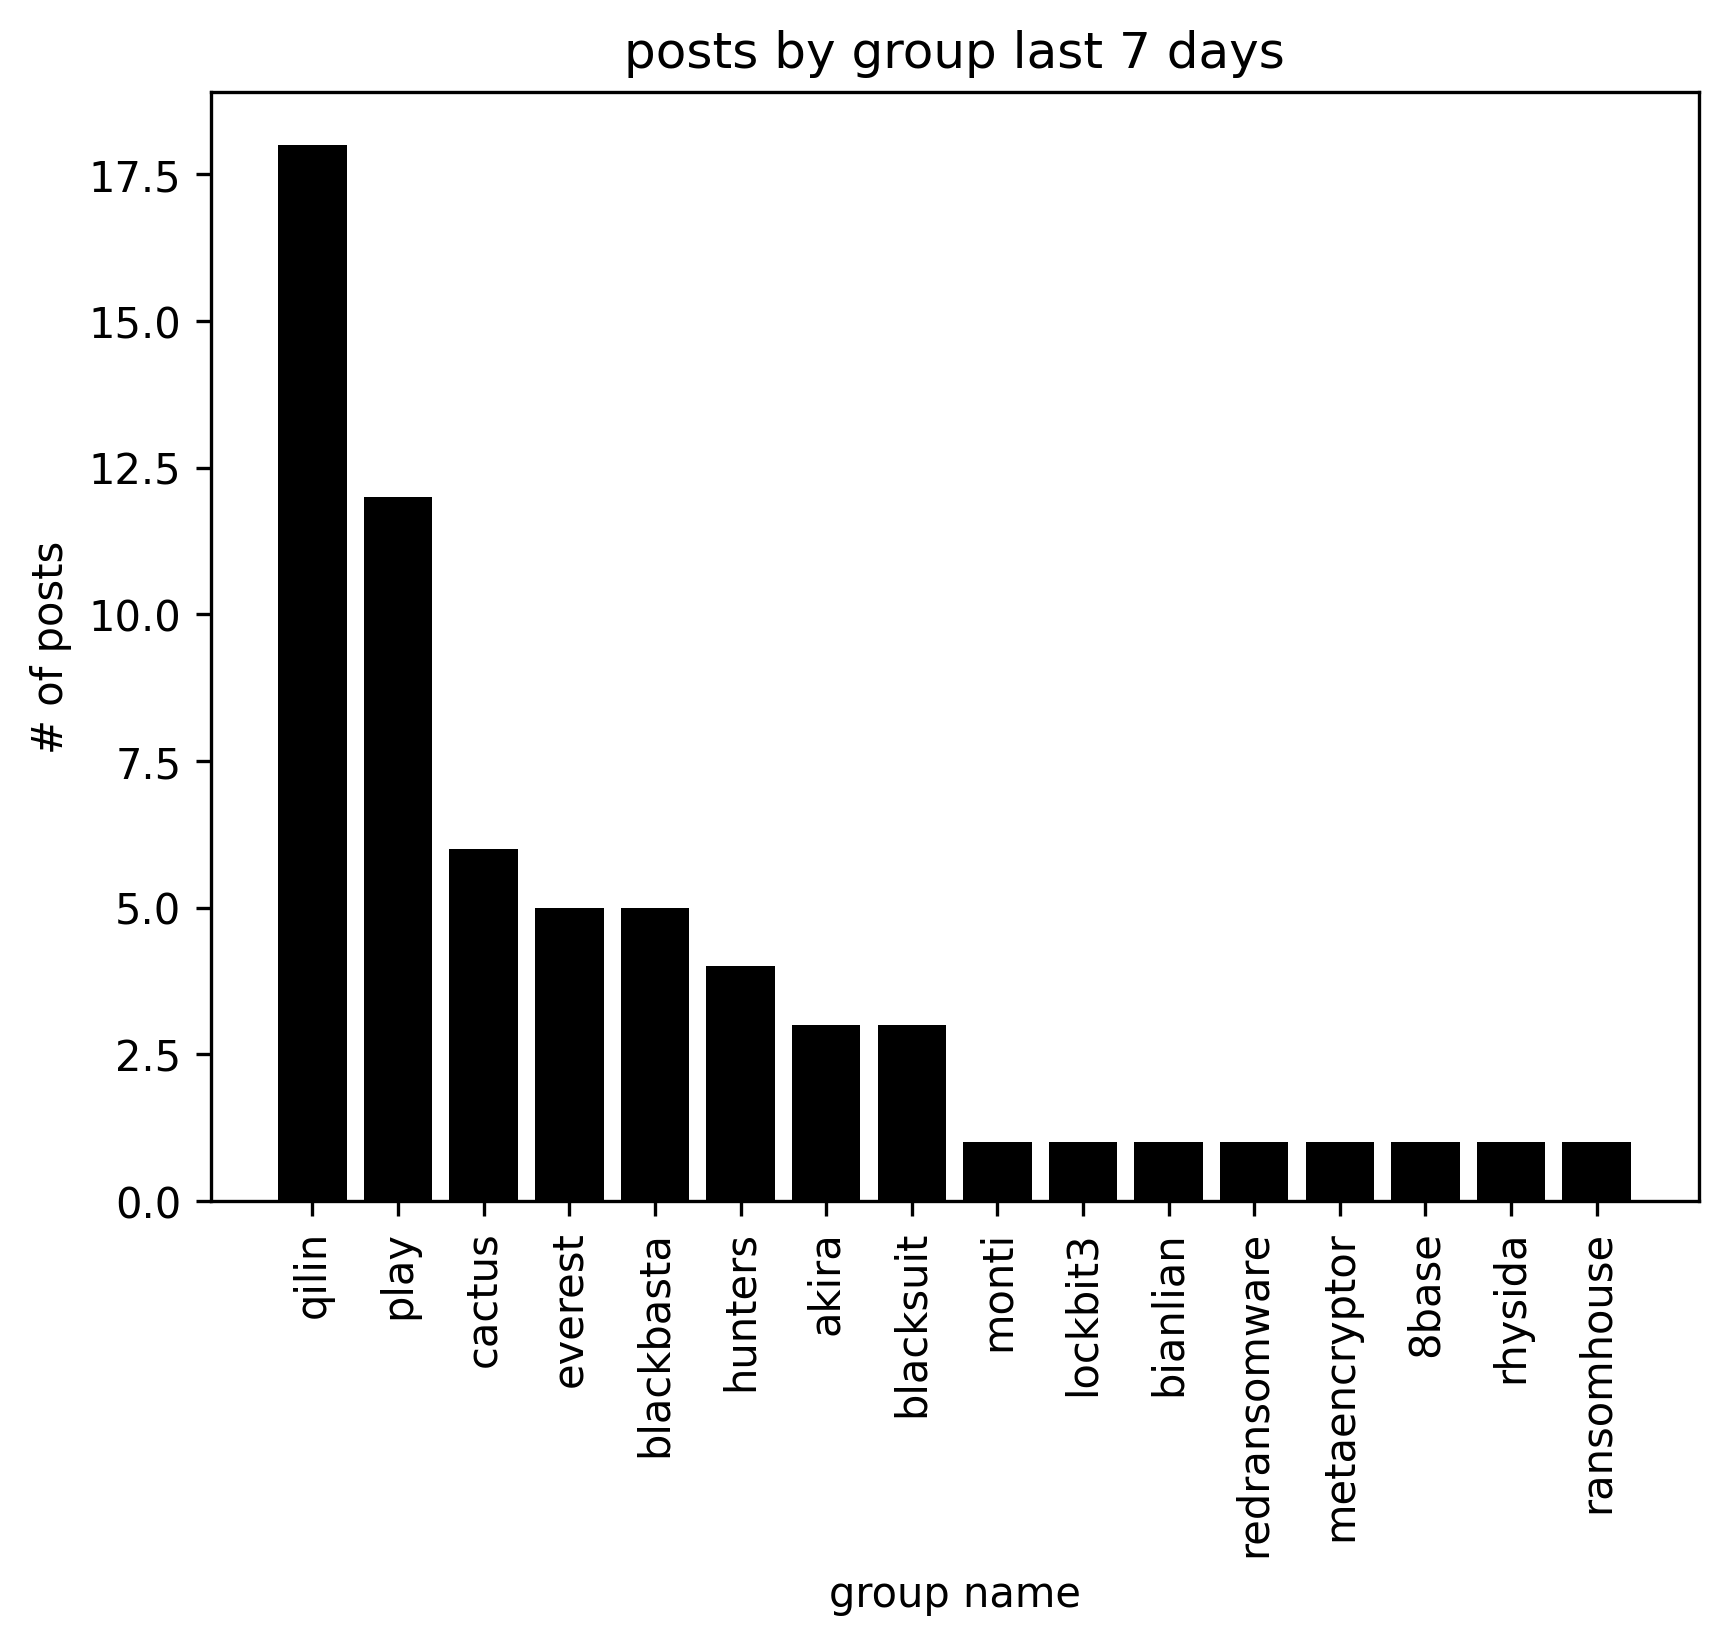 posts by group last 7 days
# of posts
17.5
15.0
12.5
10.0
7.5
5.0
2.5
0.0
qilin
play
cactus
everest
blackbasta
hunters
akira
blacksuit
monti
lockbit3
bianlian
redransomware
metaencryptor
8base
rhysida
ransomhouse
group name